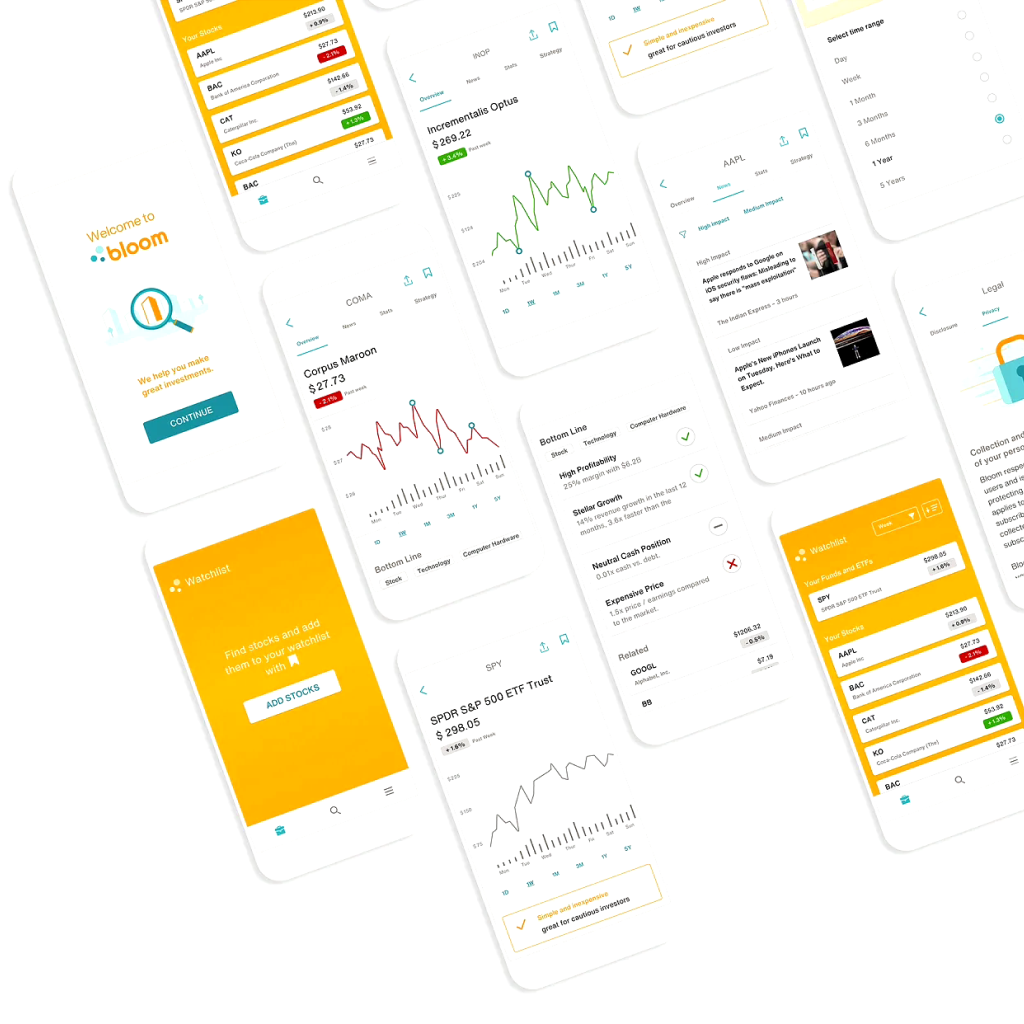 SPDR S&P 50
Your Stocks
AAPL
Apple Inc
$213.90
+ 0.9%
BAC
Bank of America Corporation
$27.73
- 2.1%
CAT
Caterpillar Inc.
$142.66
- 1.4%
KO
Coca-Cola Company (The)
$53.92
+ 1.3%
BAC
$27.73
Welcome to
bloom
We help you make
great investments.
CONTINUE
INOP
Overview
News
Stats
Strategy
Incrementalis Optus
$269.22
+ 3.4%
Past week
$204
Mon
Tue
Wed
Thur
Fri
Sat
Sun
1D
1W
1M
3M
1Y
5Y
COMA
Overview
News
Stats
Strategy
Corpus Maroon
$27.73
- 2.1%
Past week
$27
Mon
Tue
Wed
Thur
Fri
Sat
Sun
1D
1W
1M
3M
1Y
5Y
Bottom Line
Stock
Technology
Computer Hardware
Watchlist
Find stocks and add
them to your watchlist
with
ADD STOCKS
1D
1W
1M
3M
1Y
5Y
Simple and inexpensive
great for cautious investors
AAPL
Overview
News
Stats
Strategy
High Impact
Medium Impact
High Impact
Apple responds to Google on
iOS security flaws: Misleading to
say there is "mass exploitation"
The Indian Express – 3 hours
Low Impact
Apple's New iPhones Launch
on Tuesday. Here's What to
Expect.
Yahoo Finances – 10 hours ago
Medium Impact
Bottom Line
Stock
Technology
Computer Hardware
High Profitability
25% margin with $6.2B
Stellar Growth
14% revenue growth in the last 12
months, 3.6x faster than the
Neutral Cash Position
0.01x cash vs. debt.
Expensive Price
1.5x price / earnings compared
to the market.
Related
GOOGL
Alphabet, Inc.
$1206.32
- 0.5%
BB
$7.19
SPY
SPDR S&P 500 ETF Trust
$ 298.05
+ 1.6%
Past Week
$75
Mon
Tue
Wed
Thur
Fri
Sat
Sun
1D
1W
1M
3M
1Y
5Y
Simple and inexpensive
great for cautious investors
Select time range
Day
Week
1 Month
3 Months
6 Months
1 Year
5 Years
Legal
Disclosure
Privacy
Collection and
of your perso
Bloom respe
users and is
protecting
applies to
subscrib
collect
subsc
Bloo
Watchlist
Week
Your Funds and ETFs
SPY
SPDR S&P 500 ETF Trust
$298.05
+ 1.6%
Your Stocks
AAPL
Apple Inc
$213.90
+ 0.9%
BAC
Bank of America Corporation
$27.73
- 2.1%
CAT
Caterpillar Inc.
$142.66
- 1.4%
KO
Coca-Cola Company (The)
$53.92
+ 1.3%
BAC
$27.73